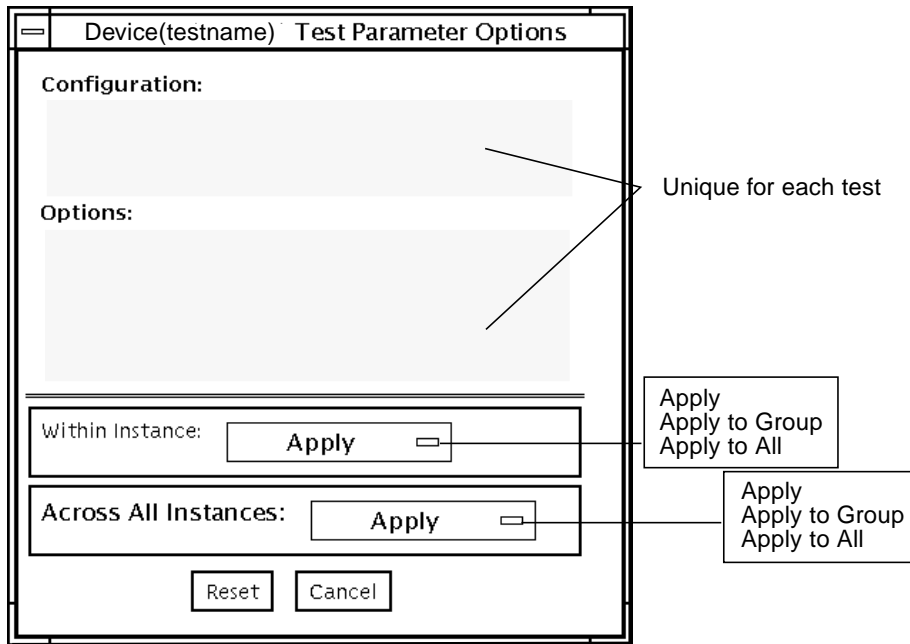 Device(testname) Test Parameter Options
Configuration:
Unique for each test
Options:
Within Instance:
Apply
Apply
Apply to Group
Apply to All
Across All Instances:
Apply
Apply
Apply to Group
Apply to All
Reset
Cancel